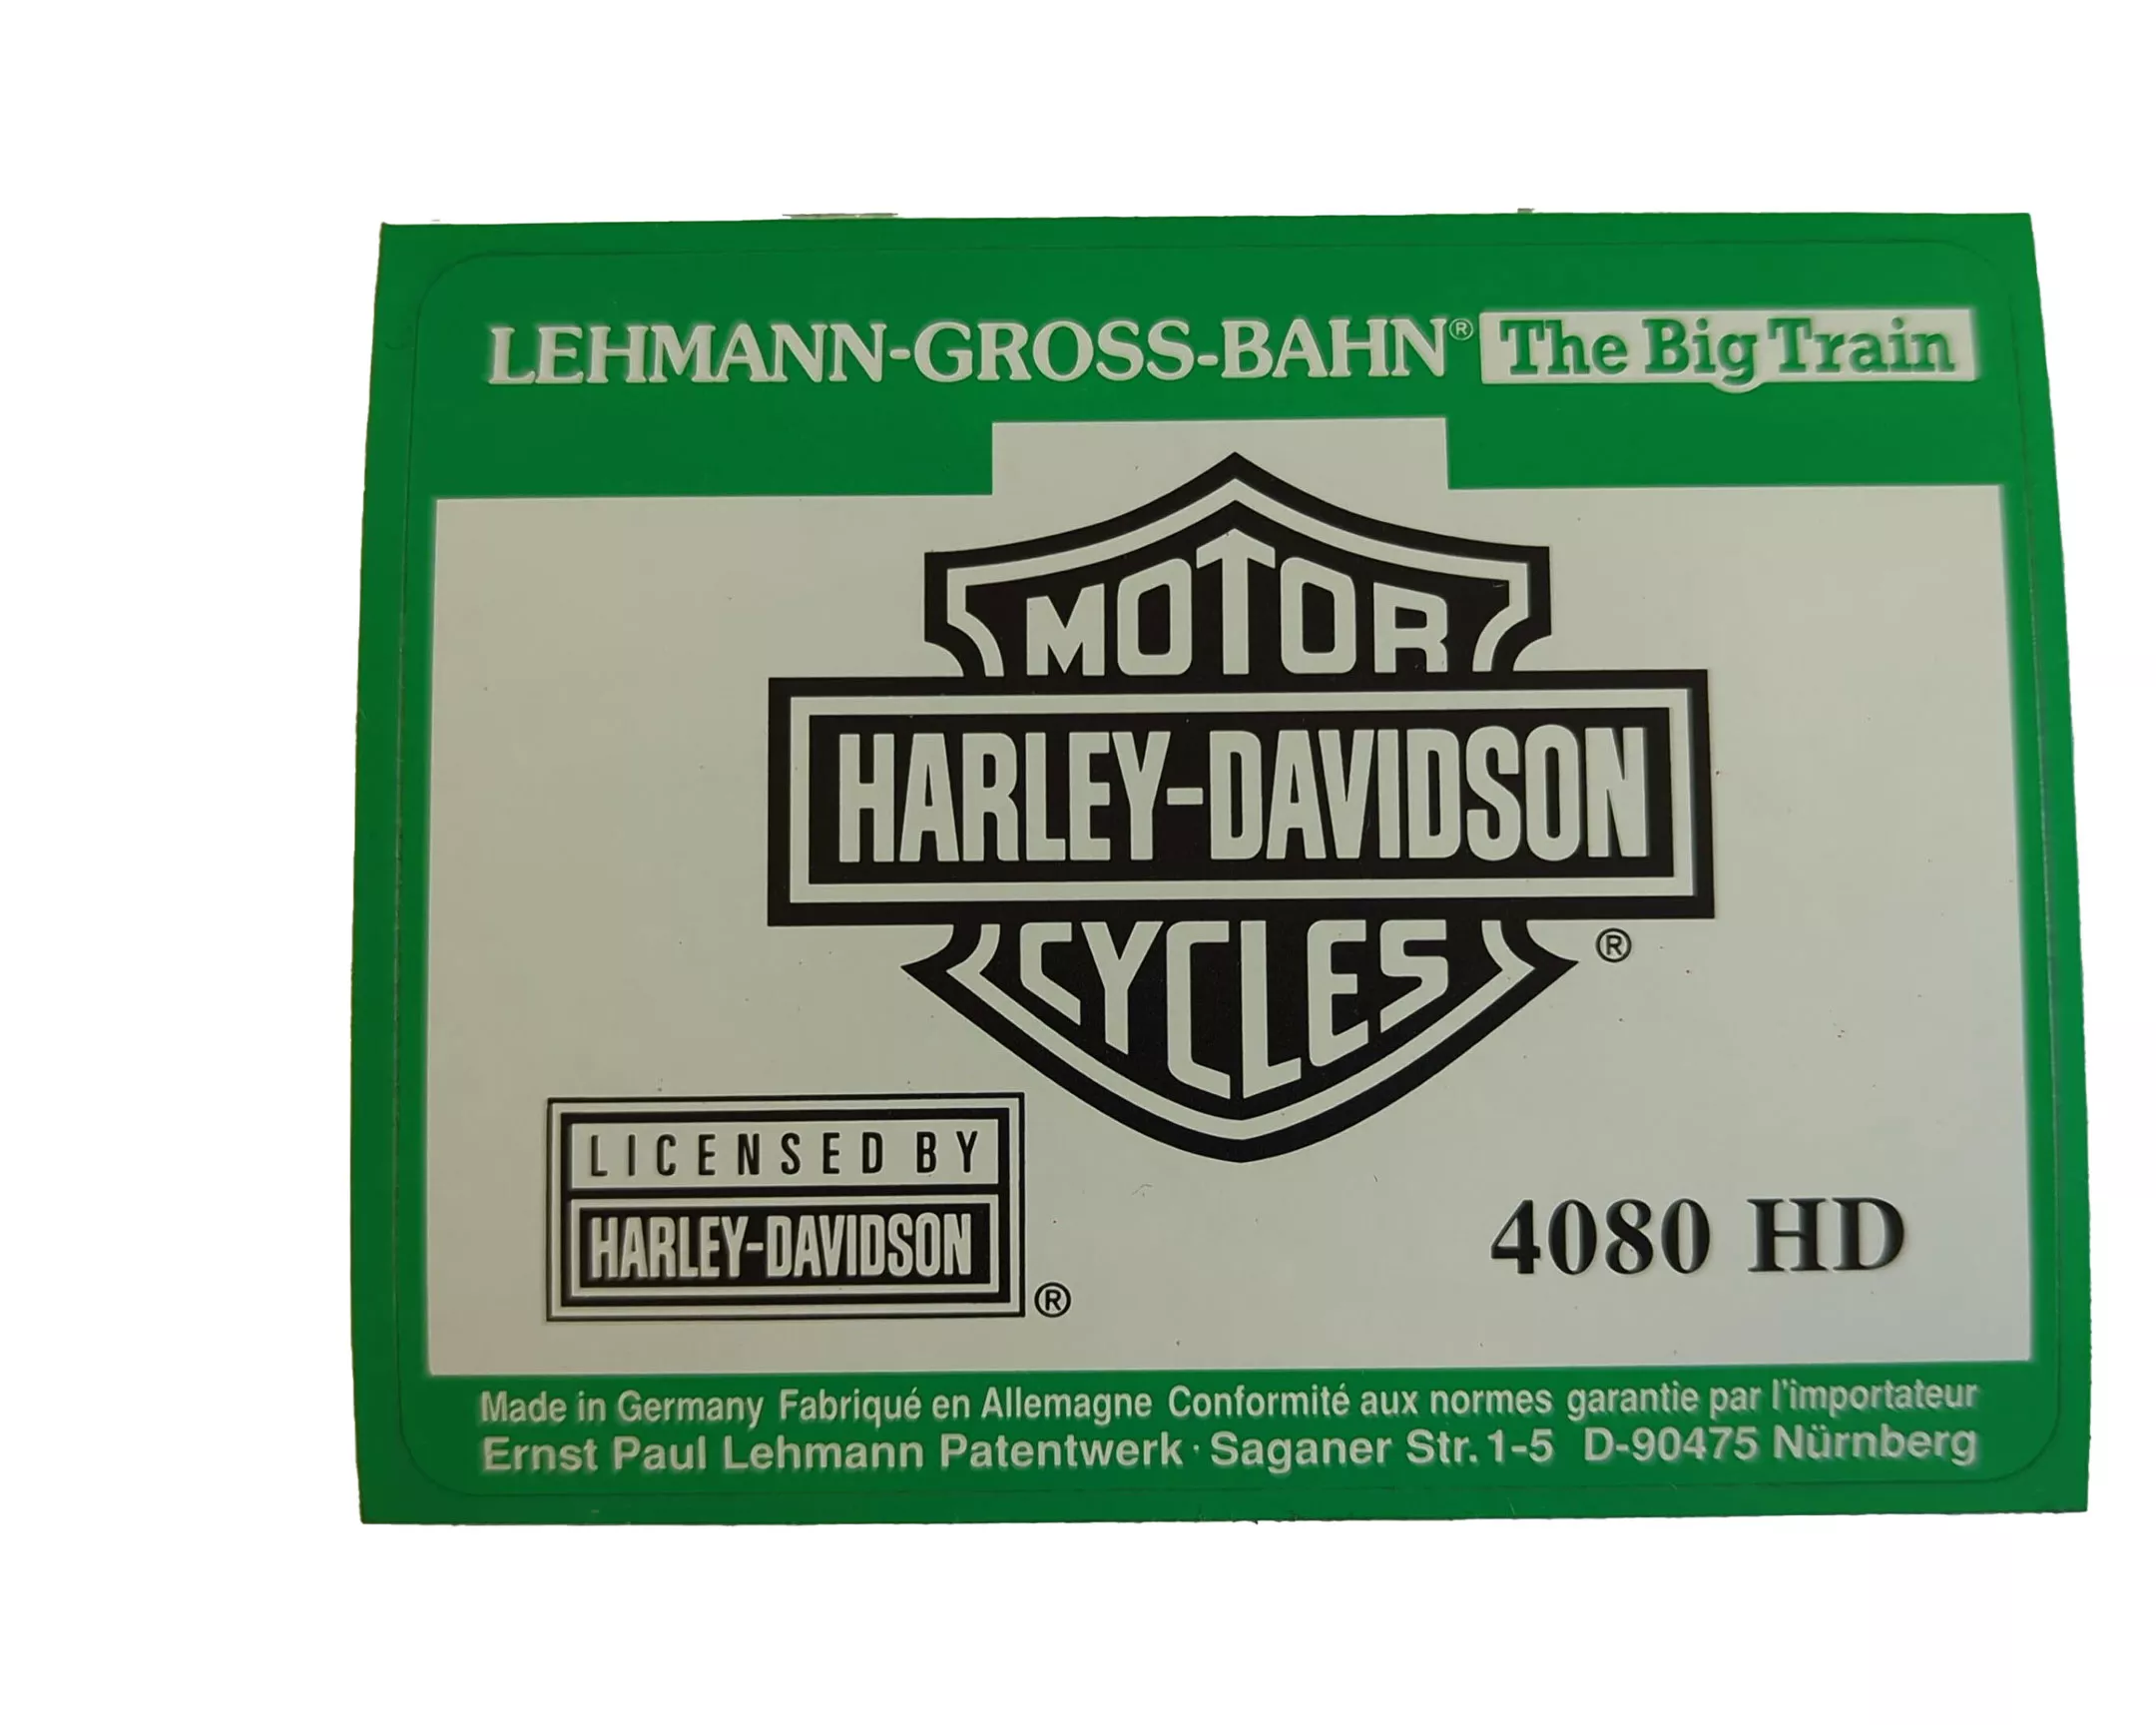 LEHMANN-GROSS-BAHN® The Big Train
MOTOR
HARLEY-DAVIDSON
CYCLES
®
LICENSED BY
HARLEY-DAVIDSON
®
4080 HD
Made in Germany Fabriqué en Allemagne Conformité aux normes garantie par l'importateur
Ernst Paul Lehmann Patentwerk · Saganer Str. 1-5 D-90475 Nürnberg